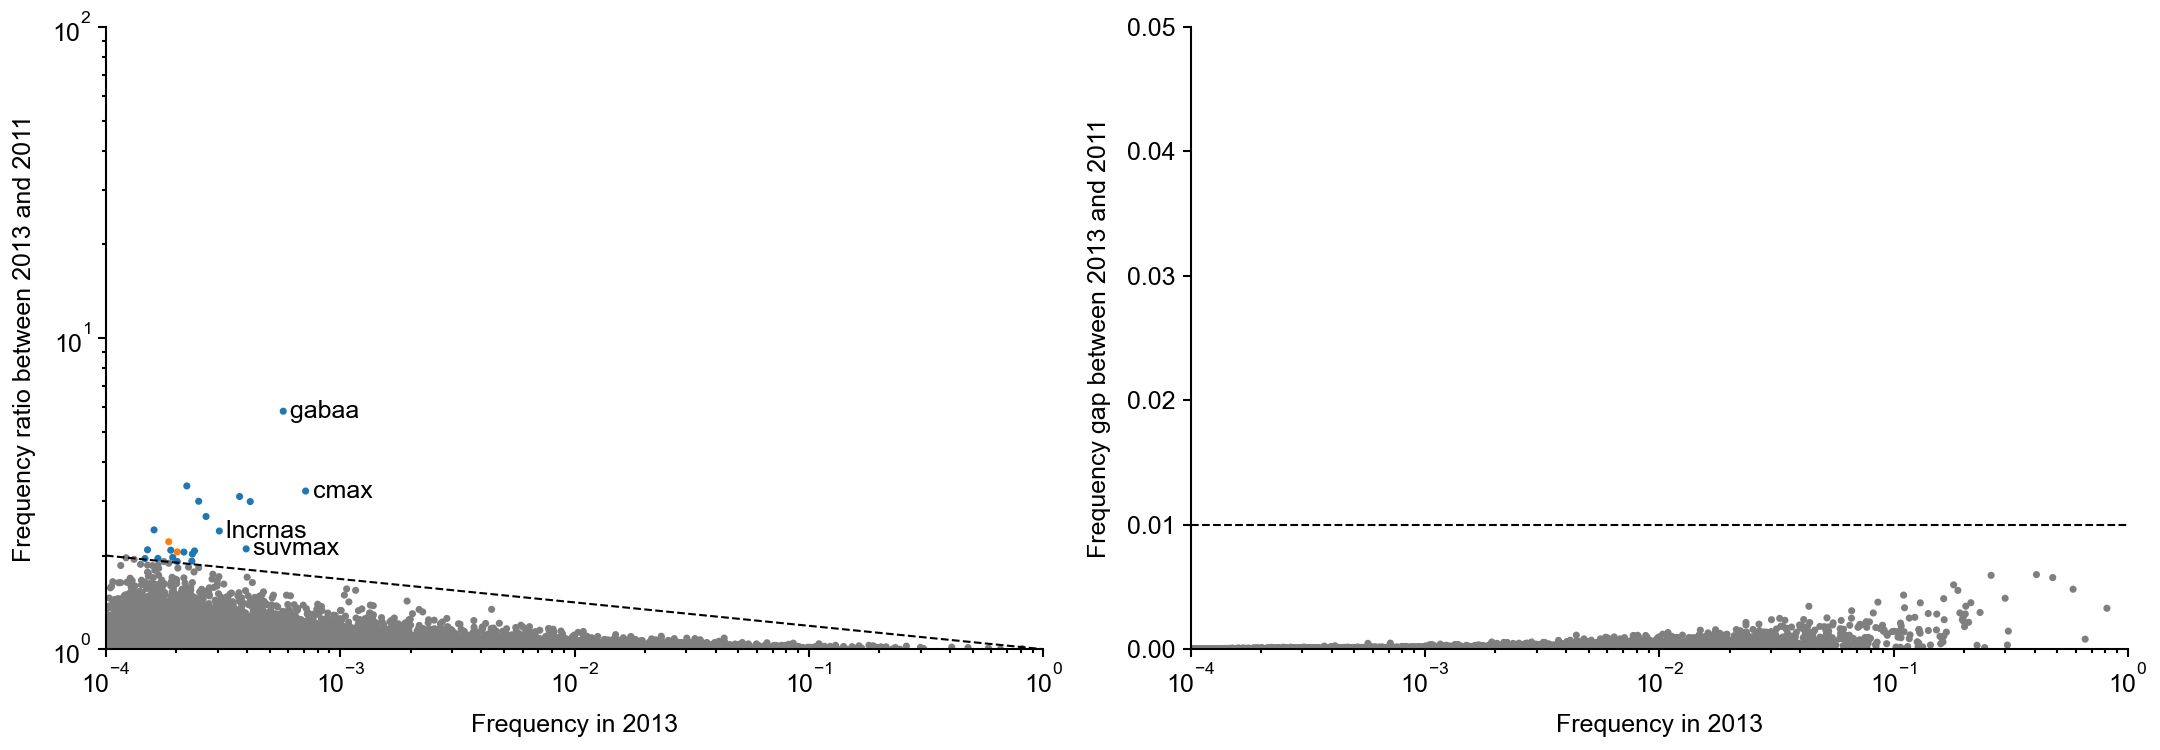 Frequency ratio between 2013 and 2011
10^2
10^1
10^0
gabaa
cmax
lncrnas
suvmax
10^−4
10^−3
10^−2
10^−1
10^0
Frequency in 2013
Frequency gap between 2013 and 2011
0.05
0.04
0.03
0.02
0.01
0.00
10^−4
10^−3
10^−2
10^−1
10^0
Frequency in 2013